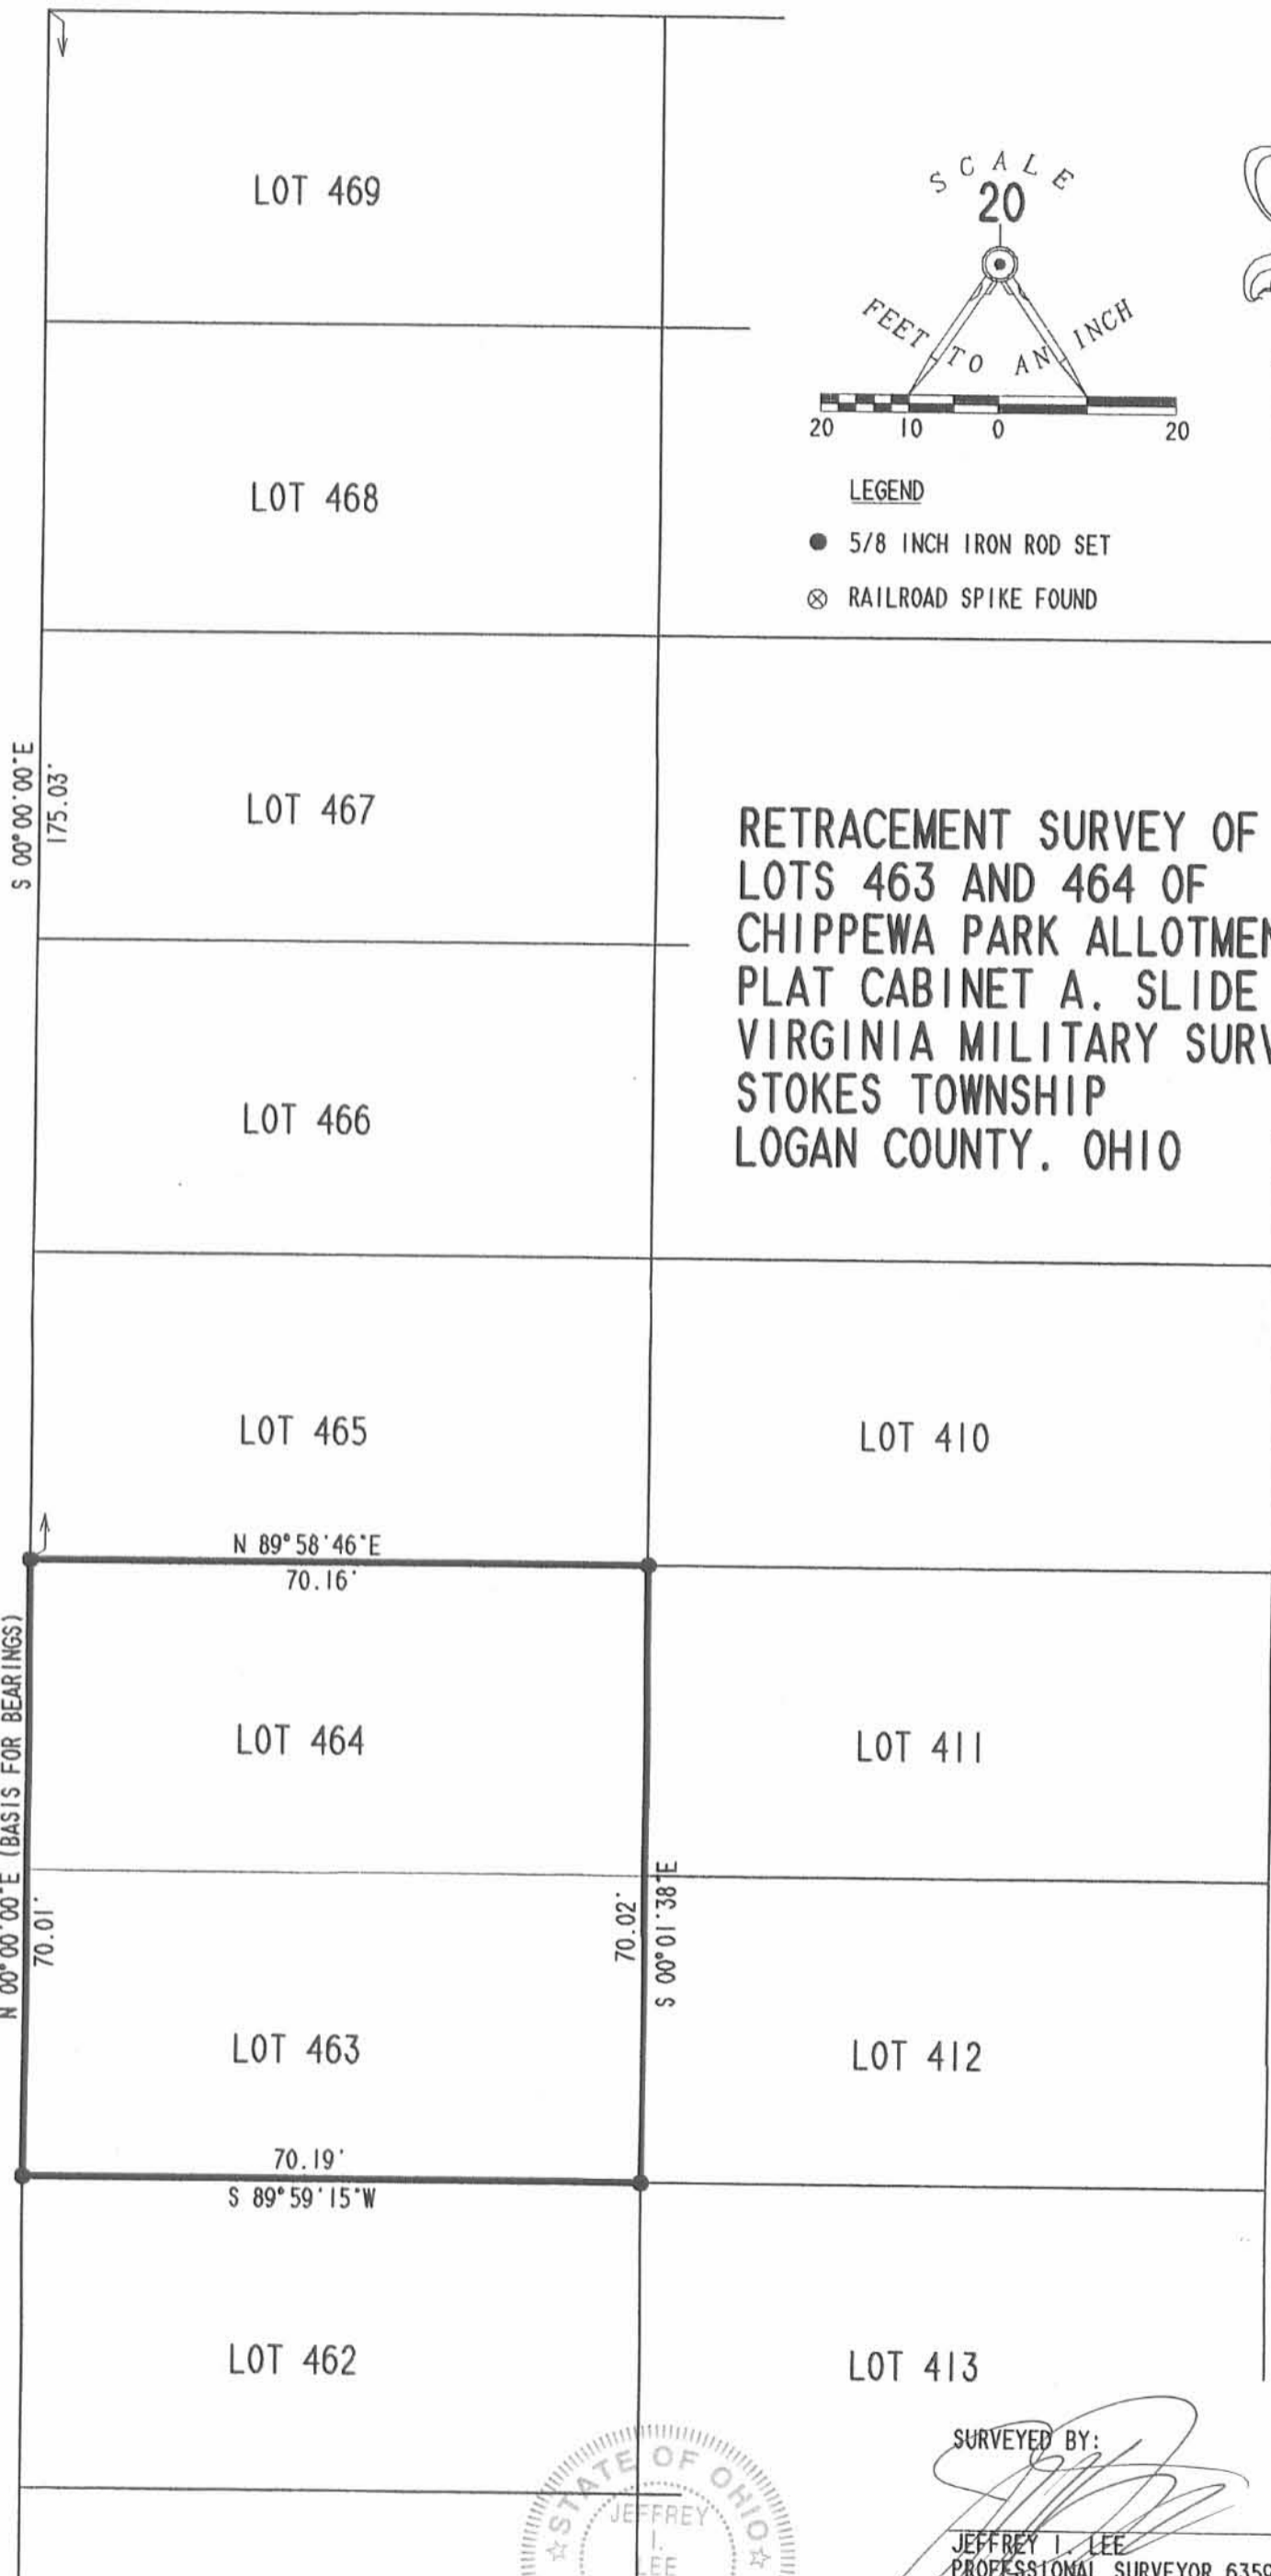 LOT 469
SCALE
20
FEET TO AN INCH
20 10 0 20
LEGEND
5/8 INCH IRON ROD SET
RAILROAD SPIKE FOUND
LOT 468
S 00°00'00"E
175.03'
LOT 467
RETRACEMENT SURVEY OF
LOTS 463 AND 464 OF
CHIPPEWA PARK ALLOTMEN
PLAT CABINET A. SLIDE
VIRGINIA MILITARY SURV
STOKES TOWNSHIP
LOGAN COUNTY. OHIO
LOT 466
LOT 465
LOT 410
N 89°58'46"E
70.16'
N 00°00'00"E (BASIS FOR BEARINGS)
70.01'
LOT 464
LOT 411
70.02'
S 00°01'38"E
LOT 463
LOT 412
70.19'
S 89°59'15"W
LOT 462
LOT 413
SURVEYED BY:
JEFFREY I. LEE
PROFESSIONAL SURVEYOR 6359
STATE OF OHIO
JEFFREY
I.
LEE